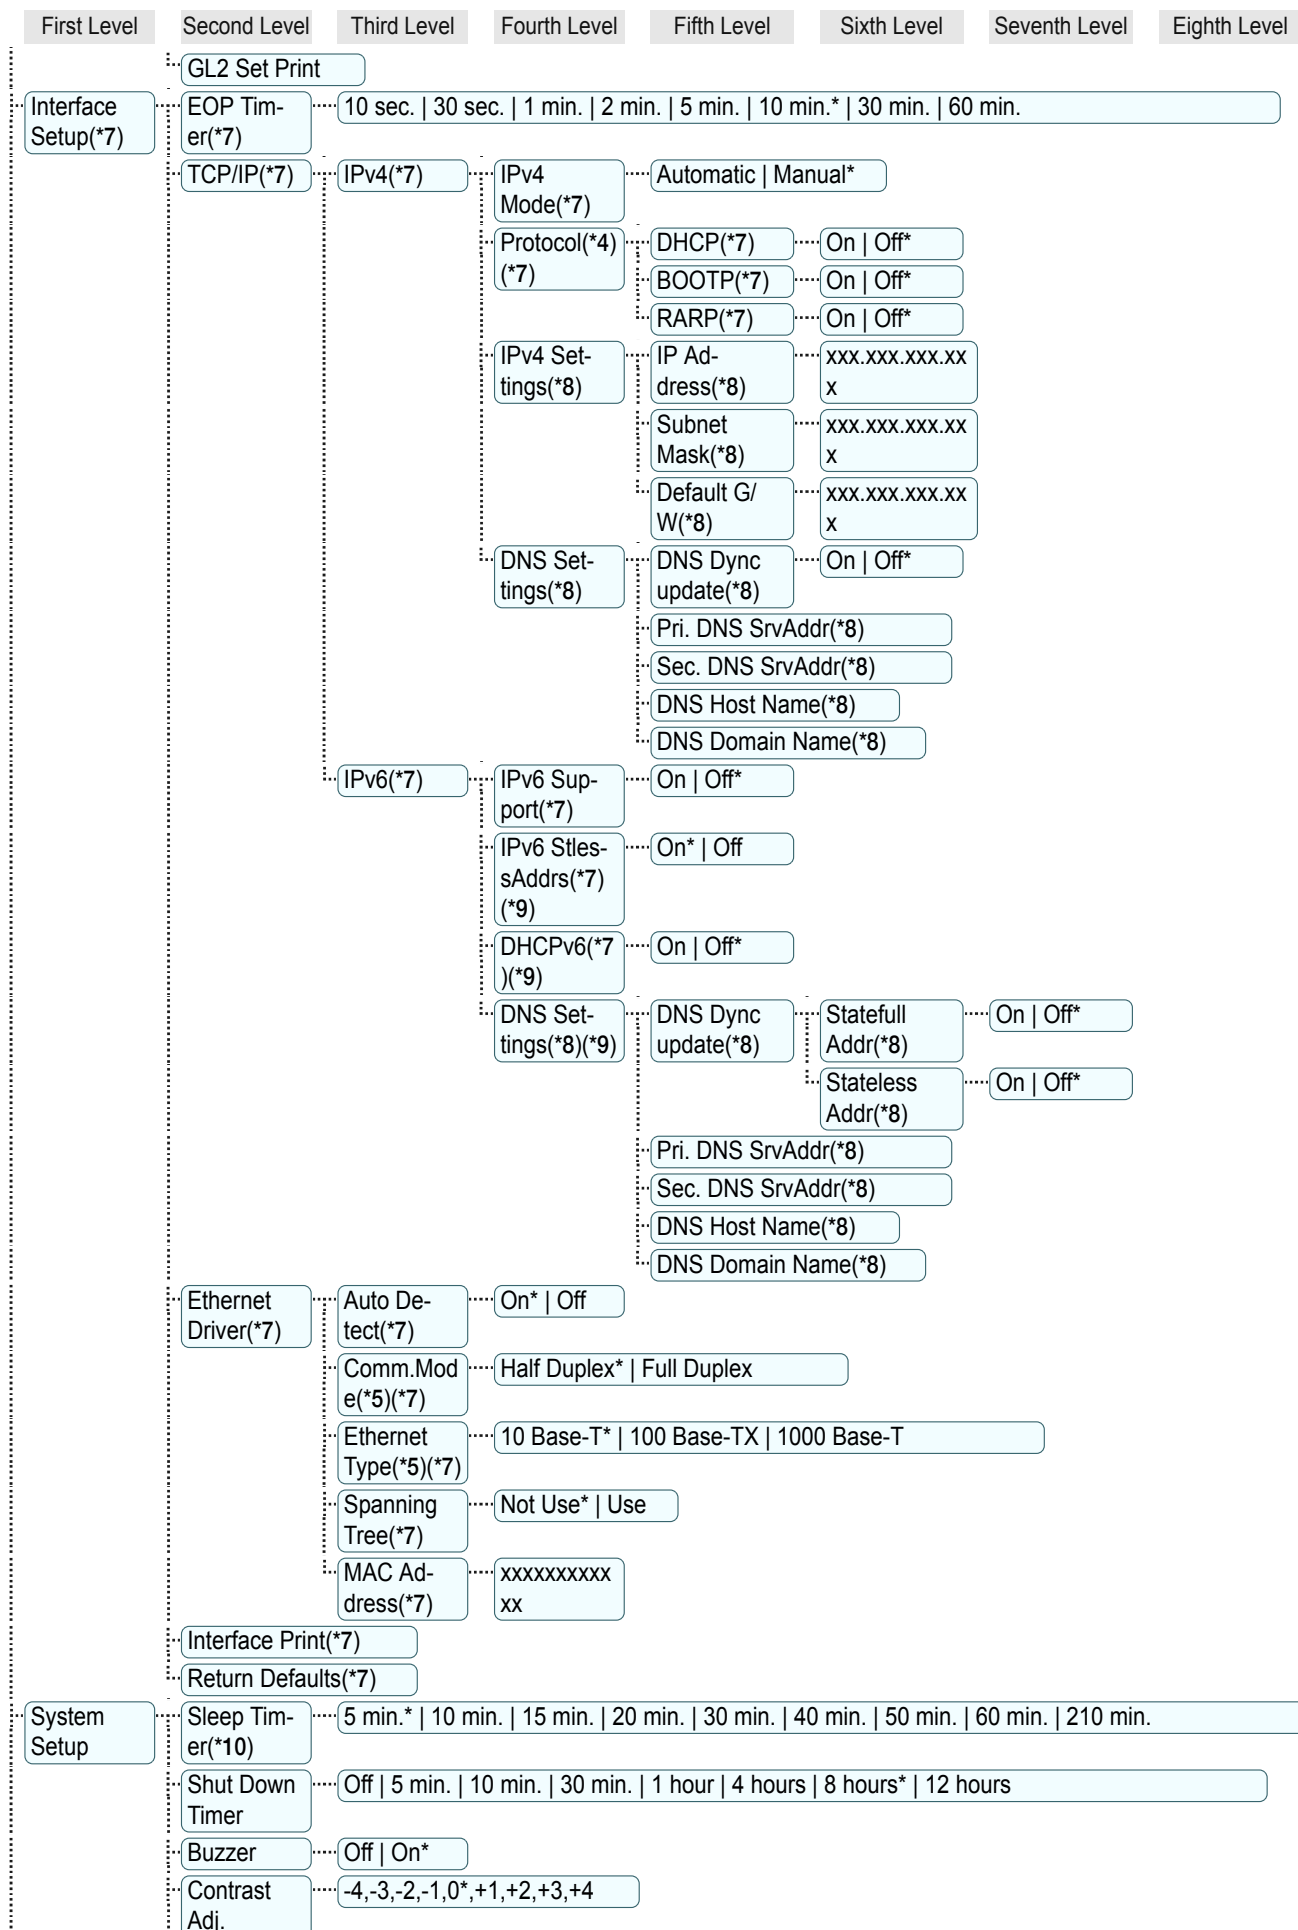 First Level Second Level Third Level Fourth Level Fifth Level Sixth Level Seventh Level Eighth Level
GL2 Set Print
Interface
Setup(*7)
EOP Tim-
er(*7)
10 sec. | 30 sec. | 1 min. | 2 min. | 5 min. | 10 min.* | 30 min. | 60 min.
TCP/IP(*7)
IPv4(*7)
IPv4
Mode(*7)
Automatic | Manual*
Protocol(*4)
(*7)
DHCP(*7)
On | Off*
BOOTP(*7)
On | Off*
RARP(*7)
On | Off*
IPv4 Set-
tings(*8)
IP Ad-
dress(*8)
xxx.xxx.xxx.xx
x
Subnet
Mask(*8)
xxx.xxx.xxx.xx
x
Default G/
W(*8)
xxx.xxx.xxx.xx
x
DNS Set-
tings(*8)
DNS Dync
update(*8)
On | Off*
Pri. DNS SrvAddr(*8)
Sec. DNS SrvAddr(*8)
DNS Host Name(*8)
DNS Domain Name(*8)
IPv6(*7)
IPv6 Sup-
port(*7)
On | Off*
IPv6 Stles-
sAddrs(*7)
(*9)
On* | Off
DHCPv6(*7
)(*9)
On | Off*
DNS Set-
tings(*8)(*9)
DNS Dync
update(*8)
Statefull
Addr(*8)
On | Off*
Stateless
Addr(*8)
On | Off*
Pri. DNS SrvAddr(*8)
Sec. DNS SrvAddr(*8)
DNS Host Name(*8)
DNS Domain Name(*8)
Ethernet
Driver(*7)
Auto De-
tect(*7)
On* | Off
Comm.Mod
e(*5)(*7)
Half Duplex* | Full Duplex
Ethernet
Type(*5)(*7)
10 Base-T* | 100 Base-TX | 1000 Base-T
Spanning
Tree(*7)
Not Use* | Use
MAC Ad-
dress(*7)
xxxxxxxxxx
xx
Interface Print(*7)
Return Defaults(*7)
System
Setup
Sleep Tim-
er(*10)
5 min.* | 10 min. | 15 min. | 20 min. | 30 min. | 40 min. | 50 min. | 60 min. | 210 min.
Shut Down
Timer
Off | 5 min. | 10 min. | 30 min. | 1 hour | 4 hours | 8 hours* | 12 hours
Buzzer
Off | On*
Contrast
Adj.
-4,-3,-2,-1,0*,+1,+2,+3,+4